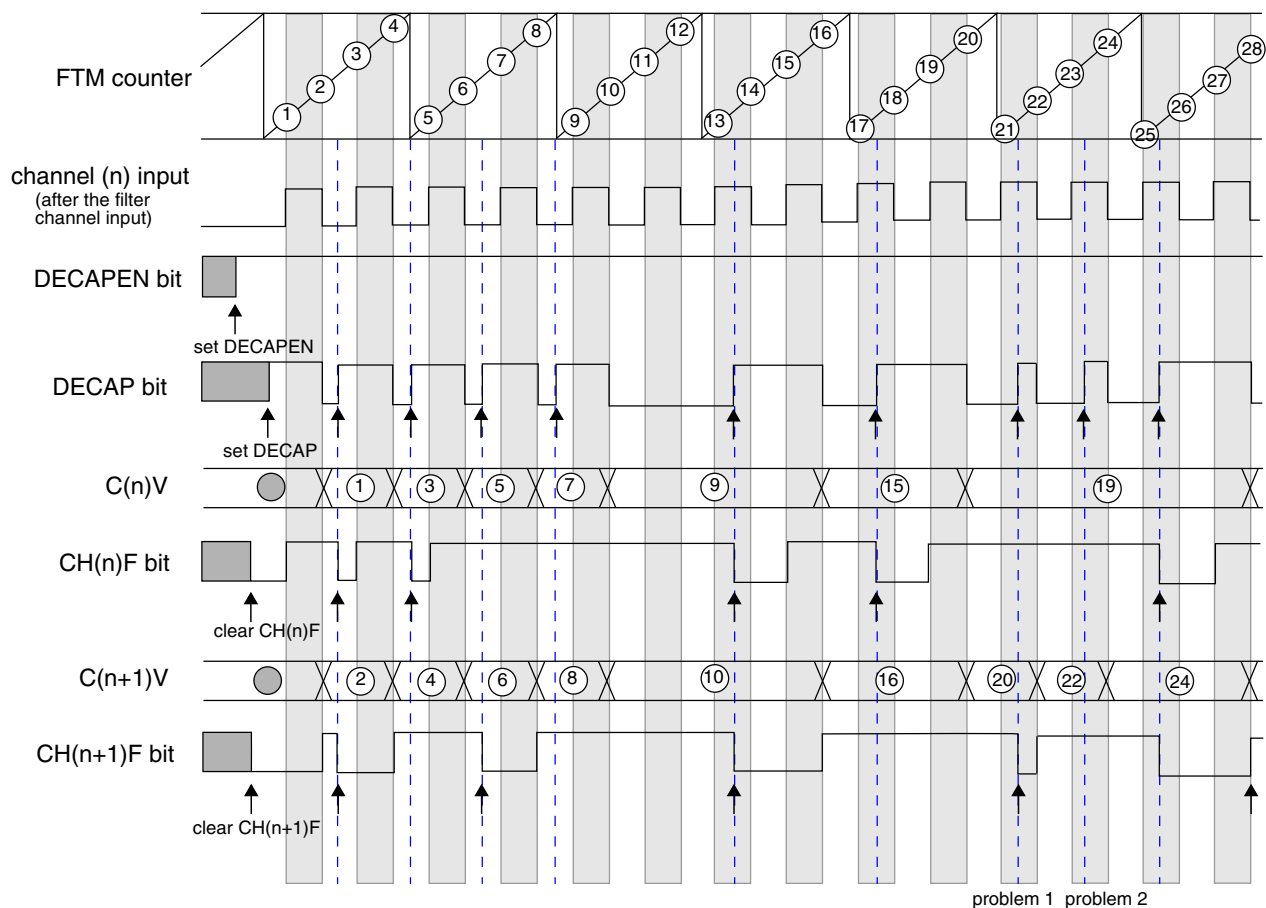 4 8 12 16 20 24 28
3 7 11 15 19 23 27
FTM counter
2 6 10 14 18 22 26
1 5 9 13 17 21 25
channel (n) input
(after the filter
channel input)
DECAPEN bit
set DECAPEN
DECAP bit
set DECAP
C(n)V 1 3 5 7 9 15 19
CH(n)F bit
clear CH(n)F
C(n+1)V 2 4 6 8 10 16 20 22 24
CH(n+1)F bit
clear CH(n+1)F
problem 1 problem 2